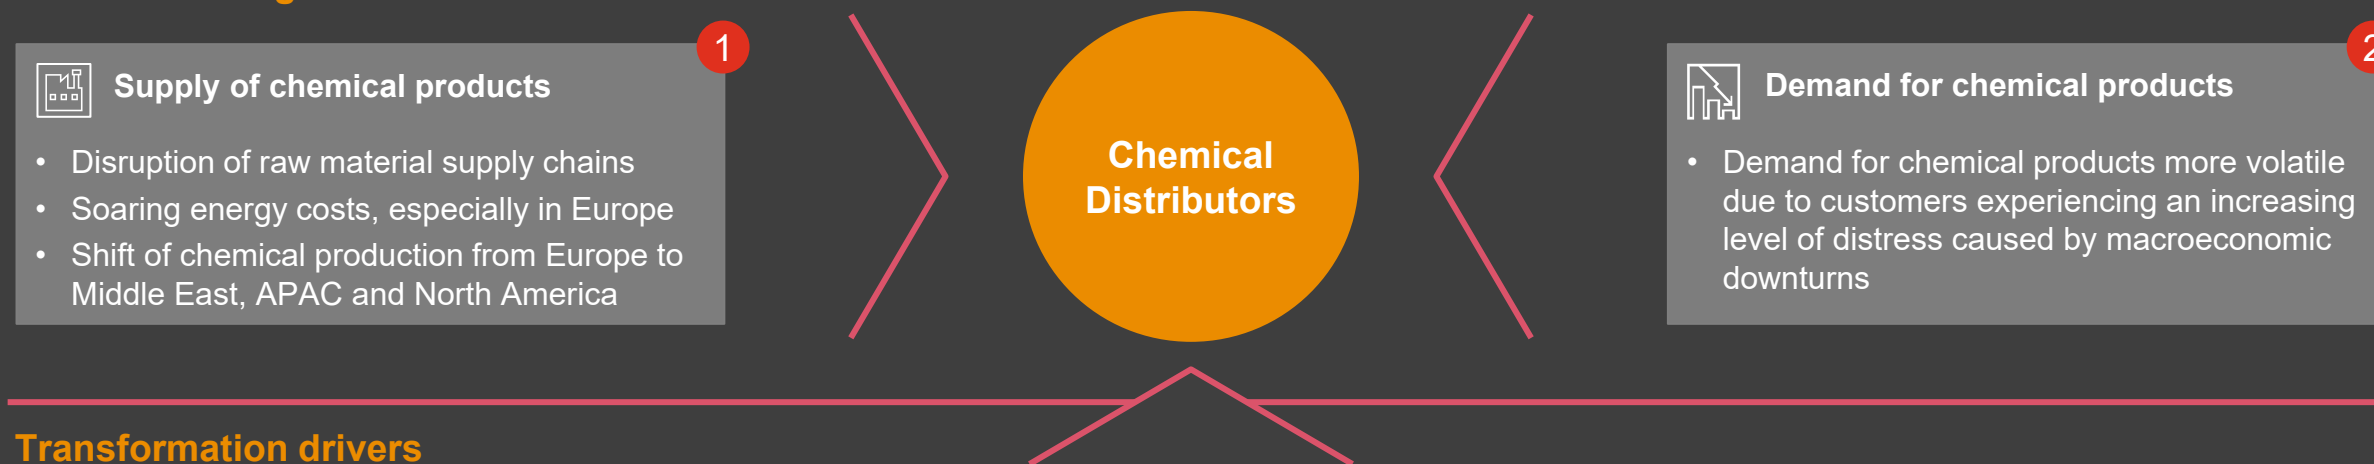 1
Supply of chemical products
• Disruption of raw material supply chains
• Soaring energy costs, especially in Europe
• Shift of chemical production from Europe to
Middle East, APAC and North America
Chemical
Distributors
2
Demand for chemical products
• Demand for chemical products more volatile
due to customers experiencing an increasing
level of distress caused by macroeconomic
downturns
Transformation drivers